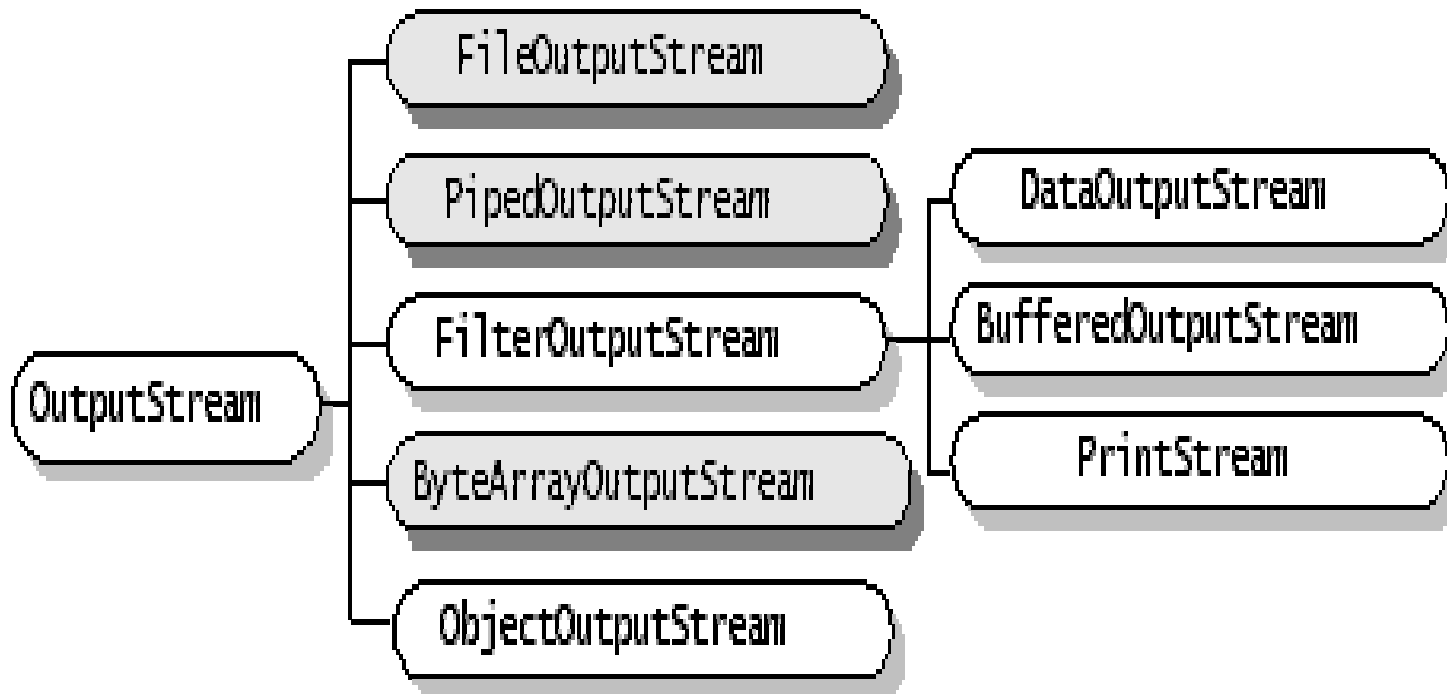 FileOutputStream
PipedOutputStream
DataOutputStream
FilterOutputStream
BufferedOutputStream
OutputStream
PrintStream
ByteArrayOutputStream
ObjectOutputStream